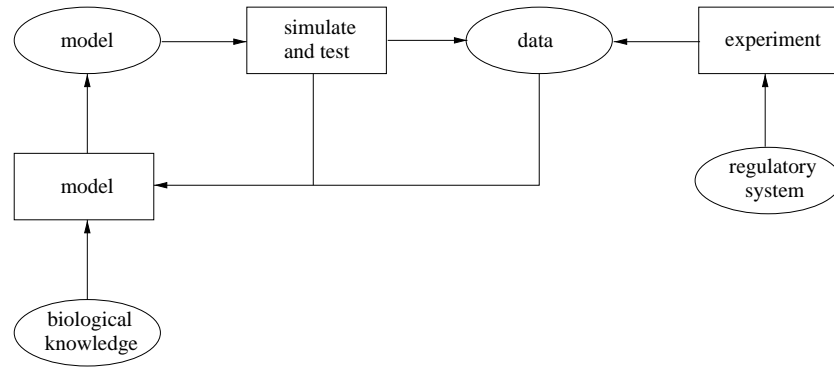 model
simulate
and test
data
experiment
model
regulatory
system
biological
knowledge